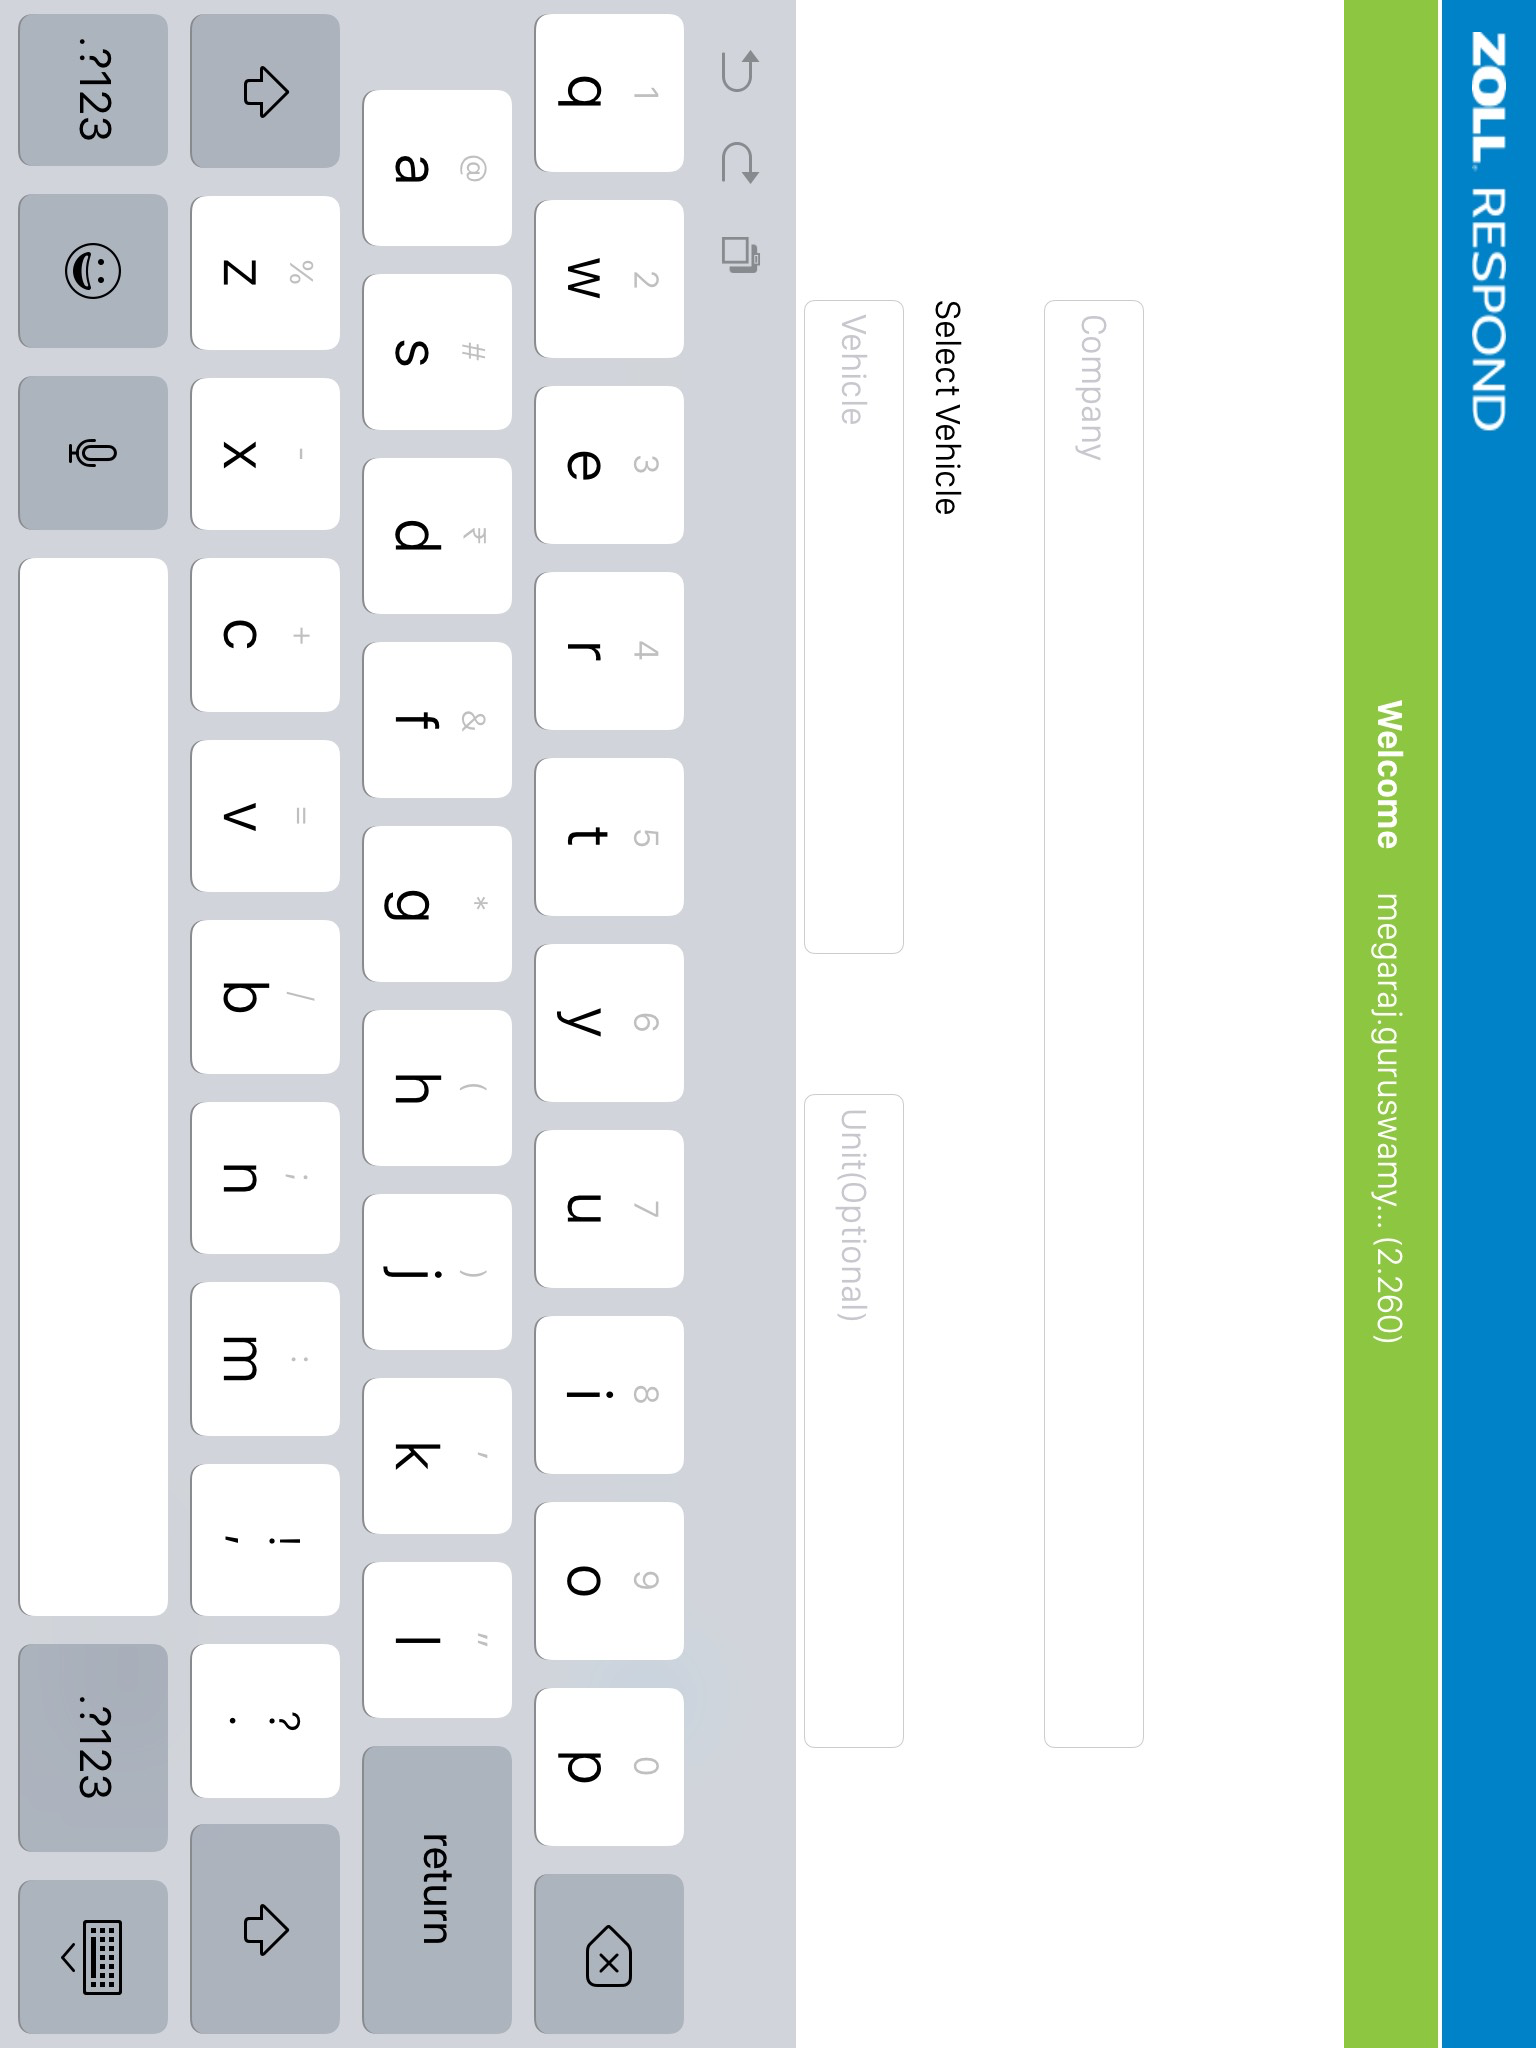 ZOLL RESPOND
Welcome megaraj.guruswamy... (2.260)
Company
Select Vehicle
Vehicle Unit(Optional)
1 2 3 4 5 6 7 8 9 0
q w e r t y u i o p
@ # ₹ & * ( ) ' "
a s d f g h j k l return
% - + = / ; : ! ?
z x c v b n m , .
.?123 .?123